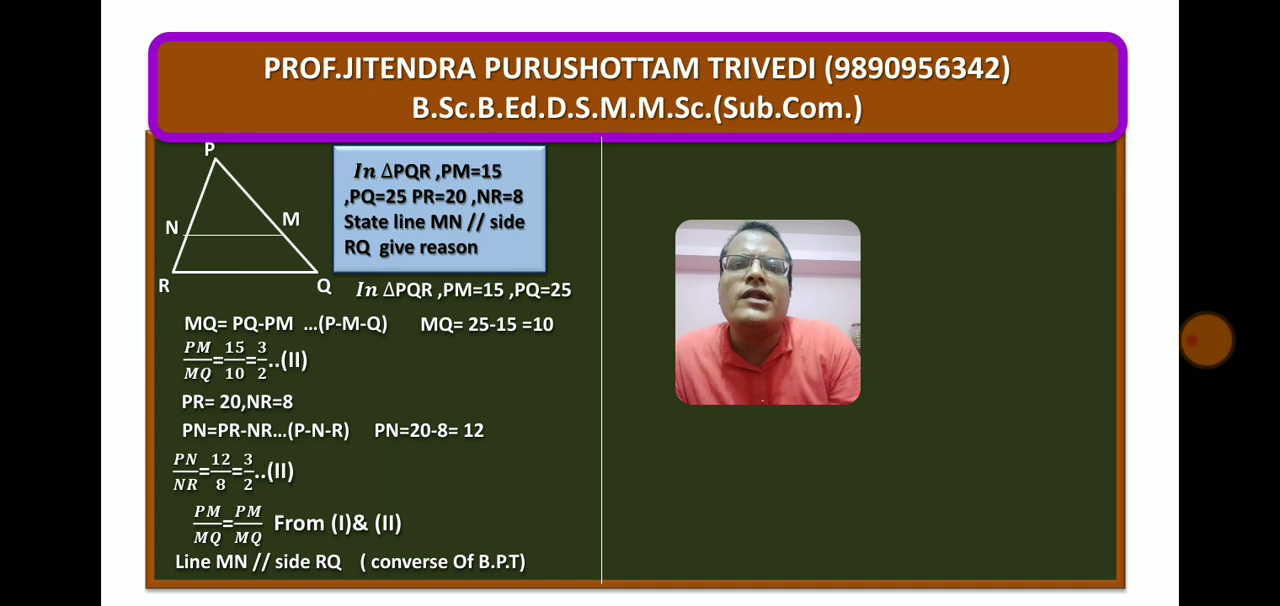 PROF.JITENDRA PURUSHOTTAM TRIVEDI (9890956342)
B.Sc.B.Ed.D.S.M.M.Sc.(Sub.Com.)
P
N
M
R
Q
In ΔPQR ,PM=15
,PQ=25 PR=20 ,NR=8
State line MN // side
RQ give reason
In ΔPQR ,PM=15 ,PQ=25
MQ= PQ-PM ...(P-M-Q) MQ= 25-15 =10
PM/MQ=15/10=3/2..(II)
PR= 20,NR=8
PN=PR-NR...(P-N-R) PN=20-8= 12
PN/NR=12/8=3/2..(II)
PM/MQ=PM/MQ From (I)& (II)
Line MN // side RQ ( converse Of B.P.T)